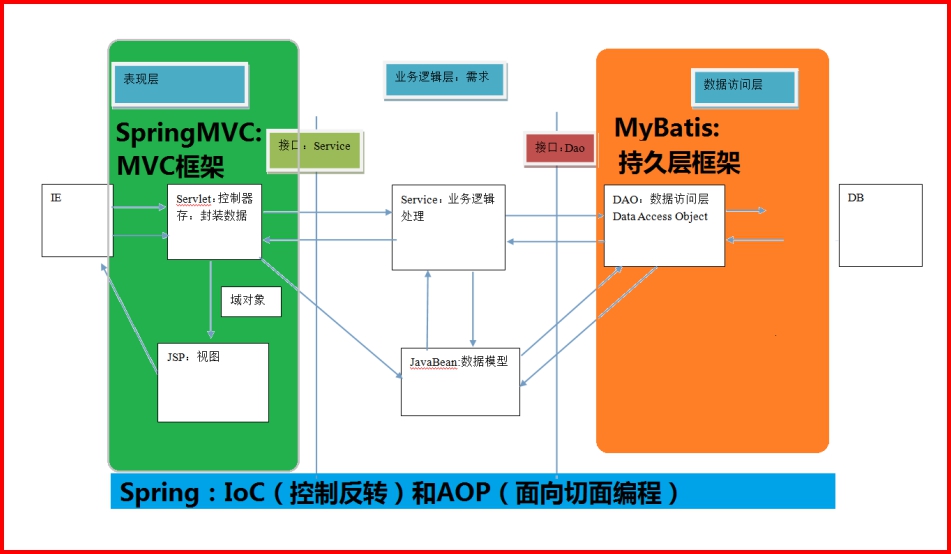 表现层
业务逻辑层：需求
数据访问层
SpringMVC:
MVC框架
接口：Service
接口:Dao
MyBatis:
持久层框架
IE
Servlet：控制器
存：封装数据
Service：业务逻辑
处理
DAO：数据访问层
Data Access Object
DB
域对象
JSP：视图
JavaBean:数据模型
Spring：IoC（控制反转）和AOP（面向切面编程）